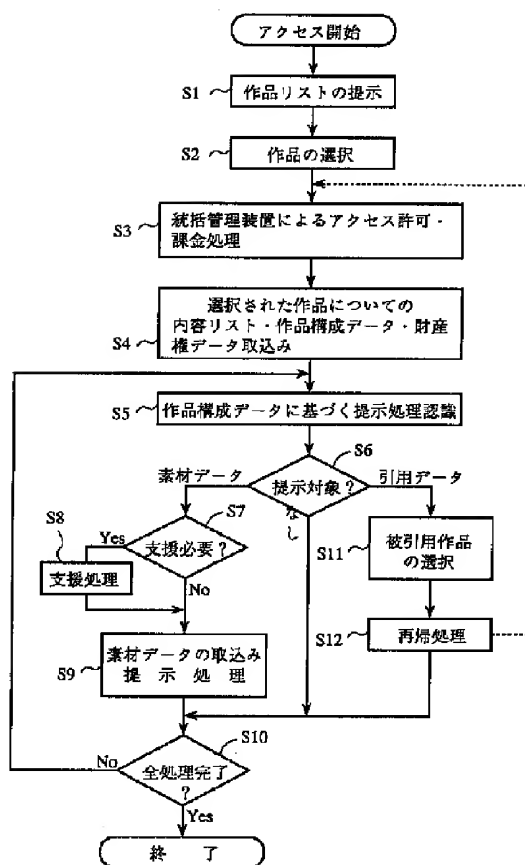 アクセス開始
S1
作品リストの提示
S2
作品の選択
S3
統括管理装置によるアクセス許可・
課金処理
S4
選択された作品についての
内容リスト・作品構成データ・財産
権データ取込み
S5
作品構成データに基づく提示処理認識
S6
提示対象?
素材データ
なし
引用データ
S7
支援必要?
Yes
No
S8
支援処理
S9
素材データの取込み
提示処理
S11
被引用作品
の選択
S12
再帰処理
S10
全処理完了
?
No
Yes
終了